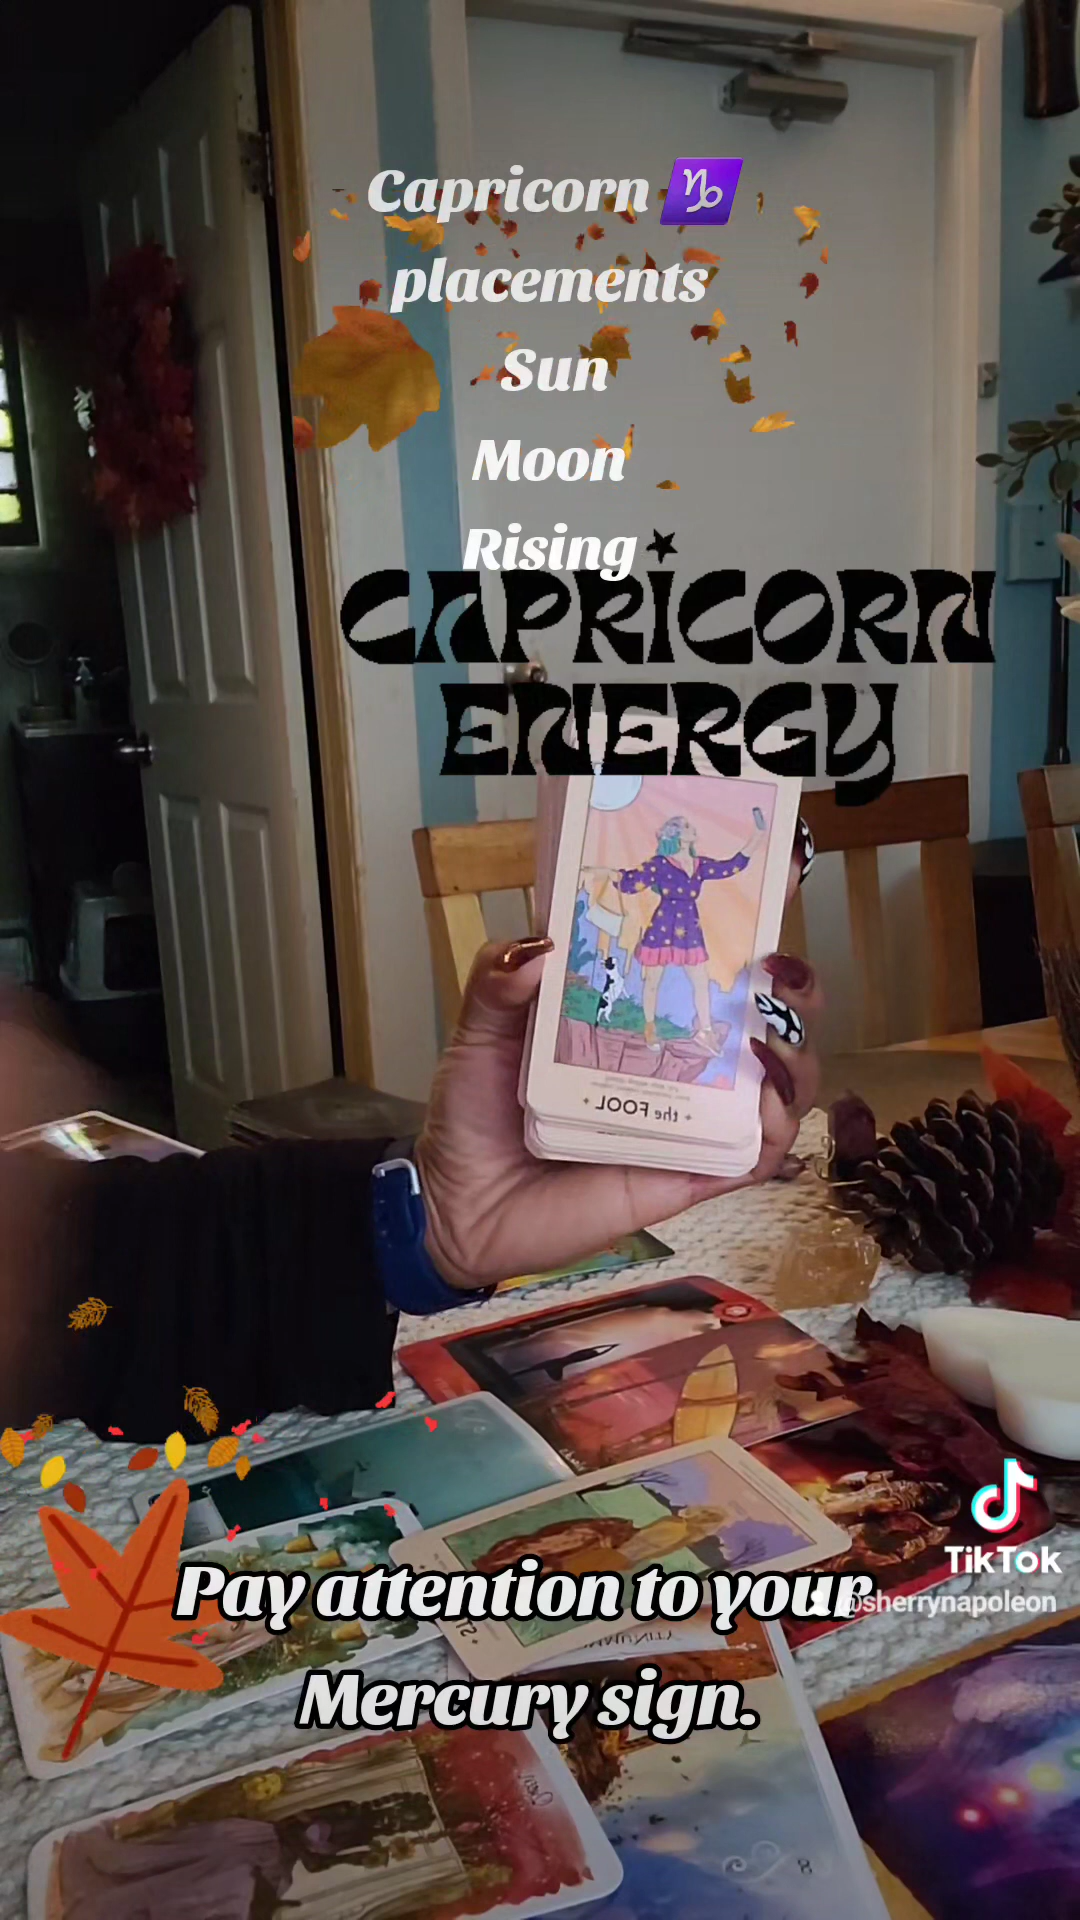 Capricorn ♑
placements
Sun
Moon
Rising
CAPRICORN
ENERGY
✦ the FOOL ✦
TikTok
@sherrynapoleon
Pay attention to your
Mercury sign.